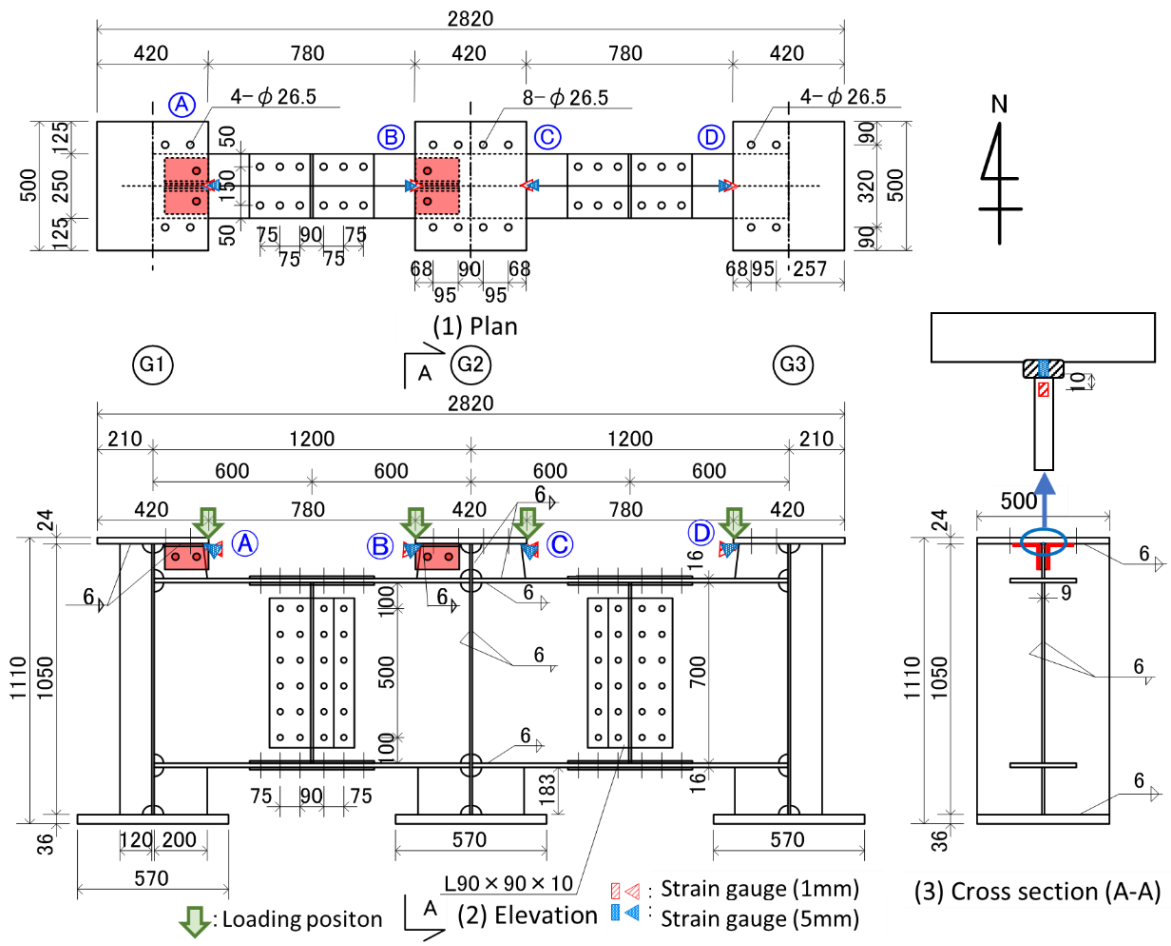 2820
420 780 420 780 420
Ⓐ 4-φ 26.5 8-φ 26.5 4-φ 26.5
Ⓑ Ⓒ Ⓓ
N
500 125 250 125
50 150 50
90 320 90 500
75 90 75
75 75
68 90 68
95 95
68 95 257
(1) Plan
A
G1 G2 G3
2820
210 1200 1200 210
600 600 600 600
420 780 420 780 420
6
24 Ⓐ Ⓑ Ⓒ Ⓓ 16
6 6 6
1110 1050 100 500 100 6 700
6
75 90 75 183 16
36
120 200
570 570 570
L90×90×10
: Loading positon
A
(2) Elevation
: Strain gauge (1mm)
: Strain gauge (5mm)
10
500
24
6
9
1110 1050
6
6
36
(3) Cross section (A-A)